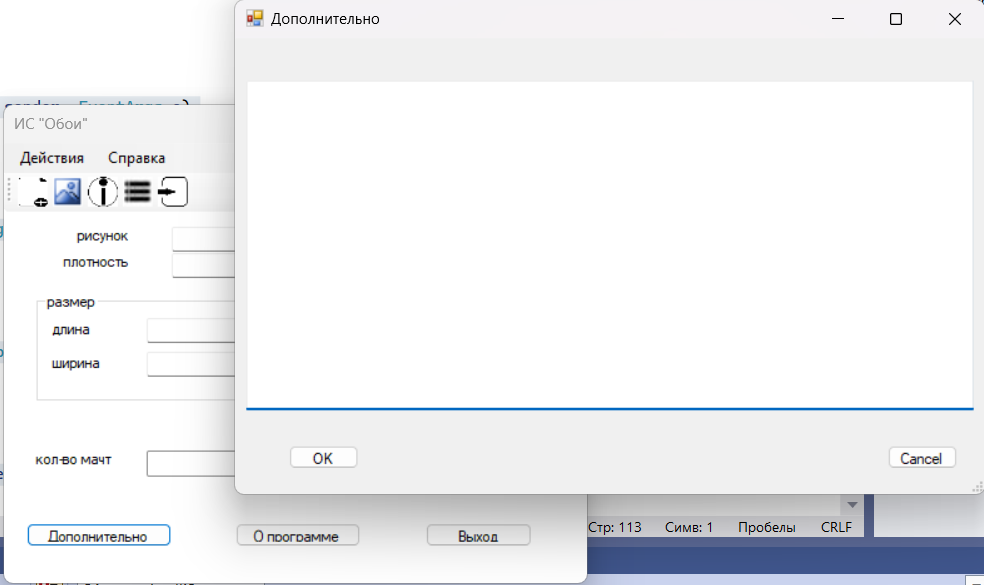 Дополнительно
ИС "Обои"
Действия Справка
рисунок
плотность
размер
длина
ширина
кол-во мачт
OK Cancel
Дополнительно О программе Выход
Стр: 113 Симв: 1 Пробелы CRLF